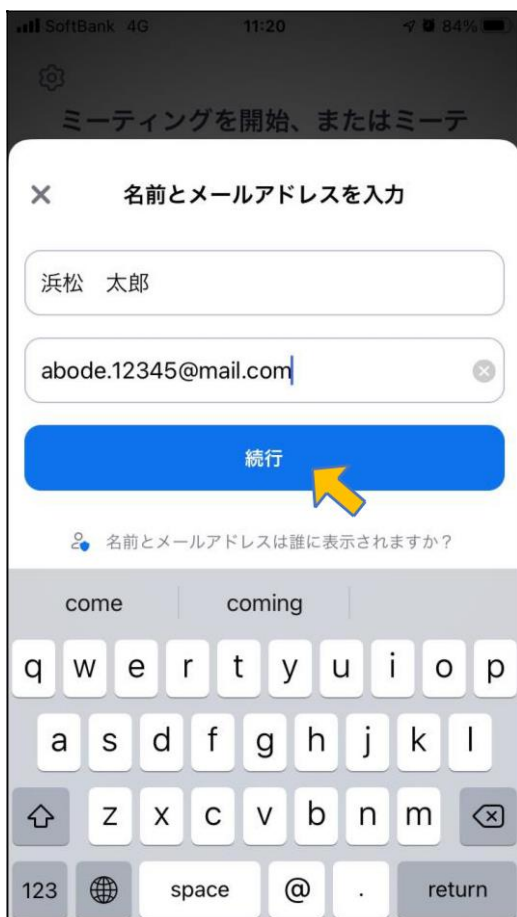 SoftBank 4G 11:20 84%
ミーティングを開始、またはミーテ
名前とメールアドレスを入力
浜松　太郎
abode.12345@mail.com
続行
名前とメールアドレスは誰に表示されますか？
come coming
q w e r t y u i o p
a s d f g h j k l
z x c v b n m
123 space @ . return